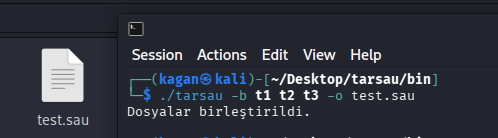 Session Actions Edit View Help
┌──(kagan㉿kali)-[~/Desktop/tarsau/bin]
└─$ ./tarsau -b t1 t2 t3 -o test.sau
Dosyalar birleştirildi.
test.sau